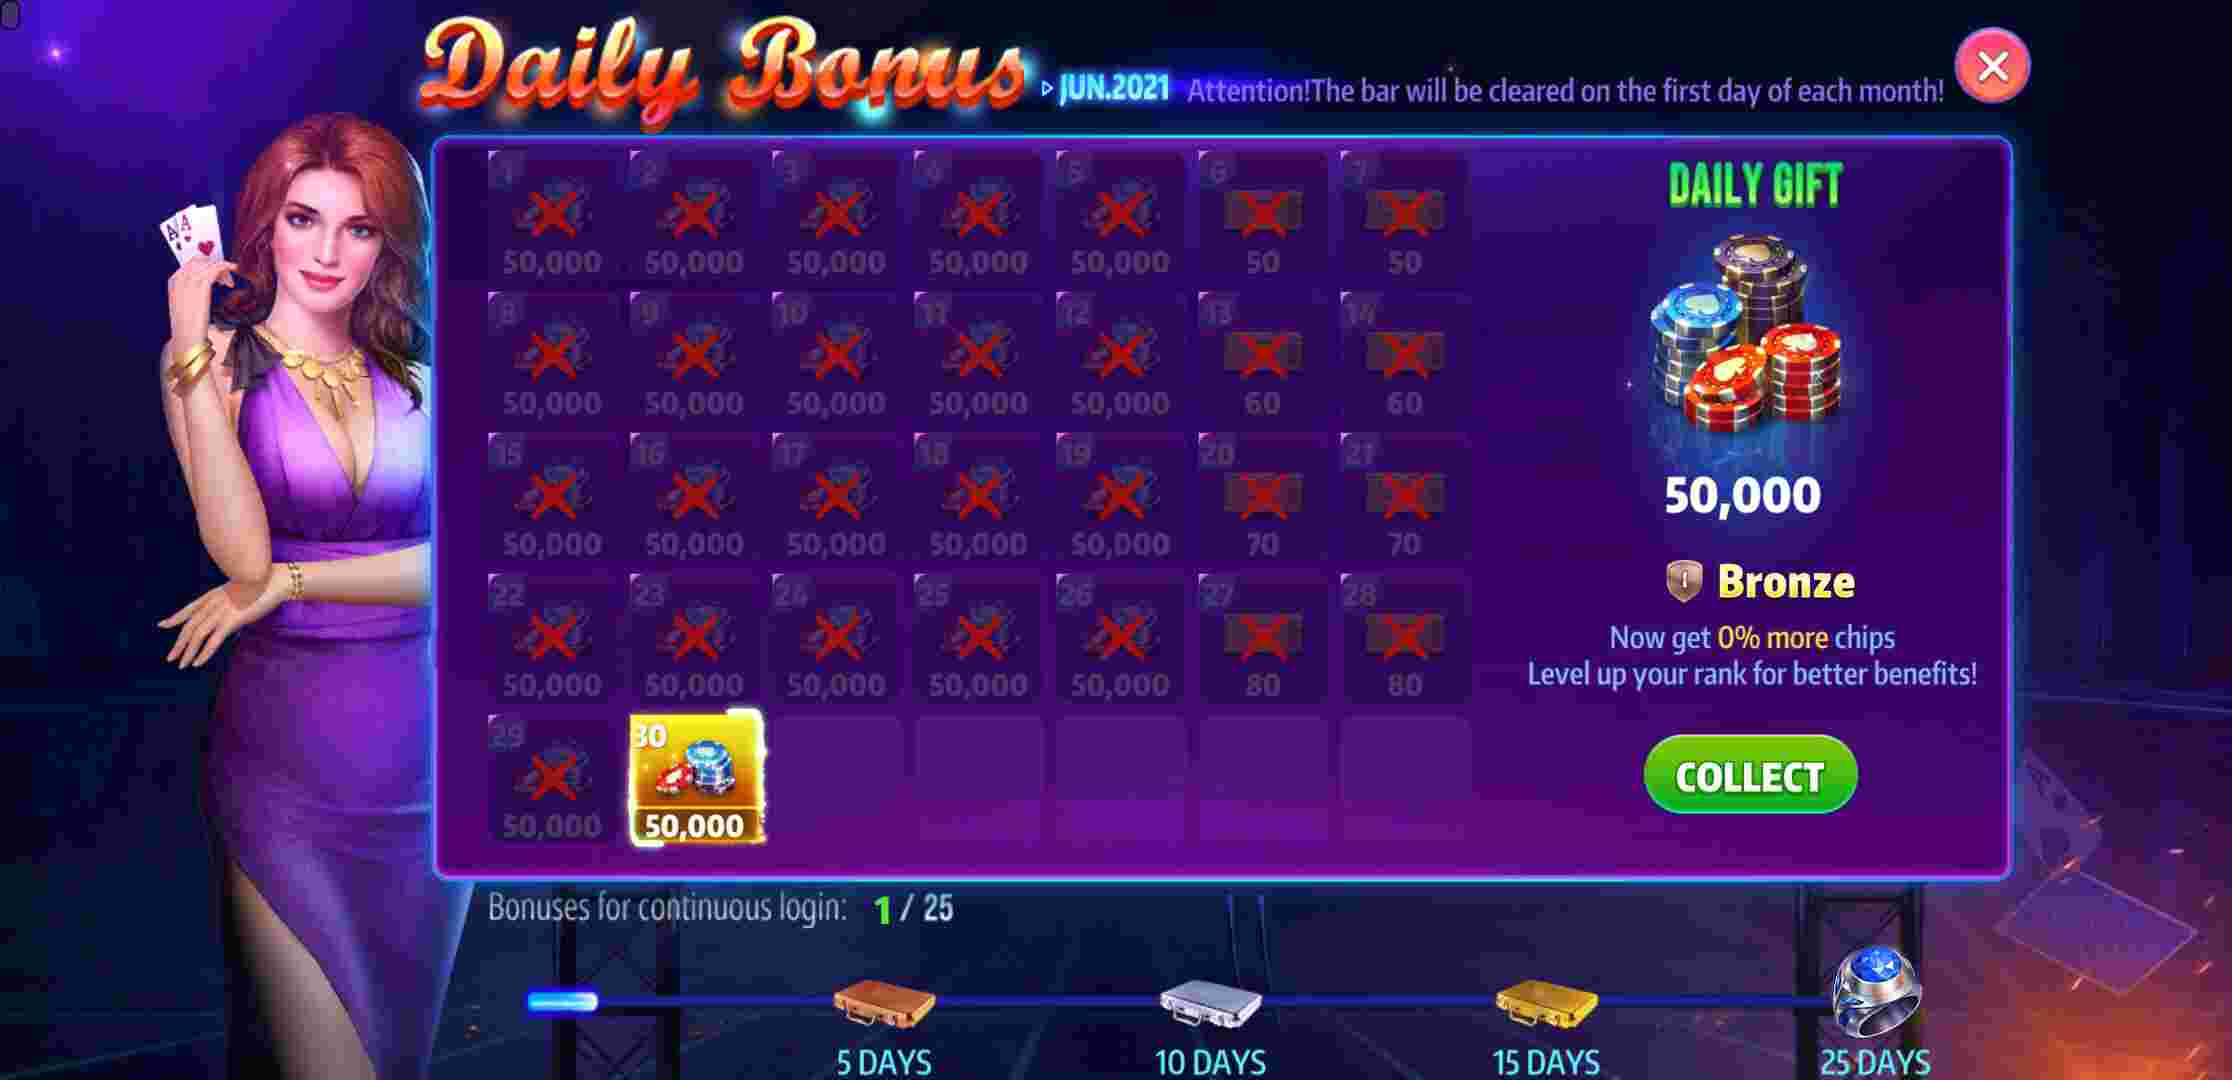 Daily Bonus
JUN.2021
Attention!The bar will be cleared on the first day of each month!
1 2 3 4 5 6 7
50,000 50,000 50,000 50,000 50,000 50 50
8 9 10 11 12 13 14
50,000 50,000 50,000 50,000 50,000 60 60
15 16 17 18 19 20 21
50,000 50,000 50,000 50,000 50,000 70 70
22 23 24 25 26 27 28
50,000 50,000 50,000 50,000 50,000 80 80
29 30
50,000 50,000
DAILY GIFT
50,000
Bronze
Now get 0% more chips
Level up your rank for better benefits!
COLLECT
Bonuses for continuous login: 1 / 25
5 DAYS
10 DAYS
15 DAYS
25 DAYS
A A